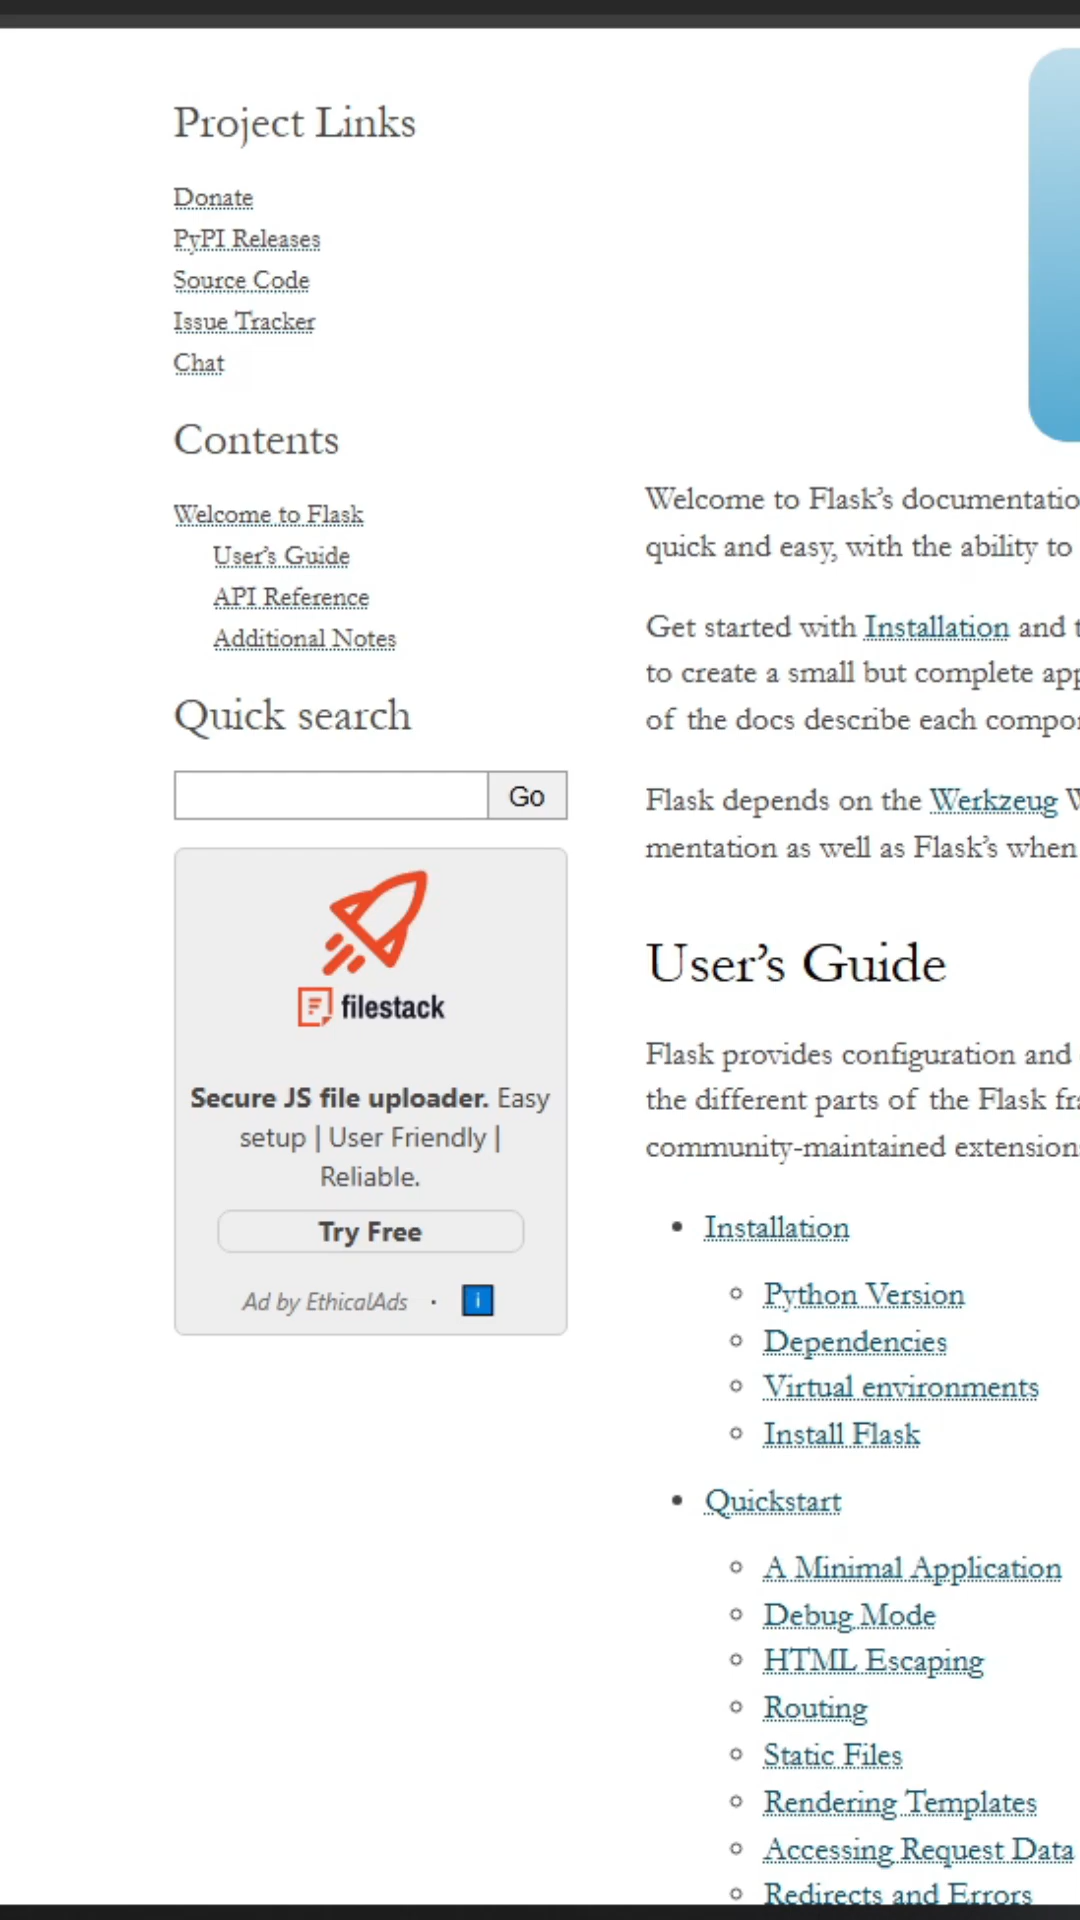 Project Links
Donate
PyPI Releases
Source Code
Issue Tracker
Chat
Contents
Welcome to Flask
User's Guide
API Reference
Additional Notes
Quick search
Go
filestack
Secure JS file uploader. Easy
setup | User Friendly |
Reliable.
Try Free
Ad by EthicalAds · i
Welcome to Flask's documentatio
quick and easy, with the ability to
Get started with Installation and t
to create a small but complete app
of the docs describe each compo
Flask depends on the Werkzeug W
mentation as well as Flask's when
User's Guide
Flask provides configuration and
the different parts of the Flask fra
community-maintained extension
• Installation
◦ Python Version
◦ Dependencies
◦ Virtual environments
◦ Install Flask
• Quickstart
◦ A Minimal Application
◦ Debug Mode
◦ HTML Escaping
◦ Routing
◦ Static Files
◦ Rendering Templates
◦ Accessing Request Data
◦ Redirects and Errors